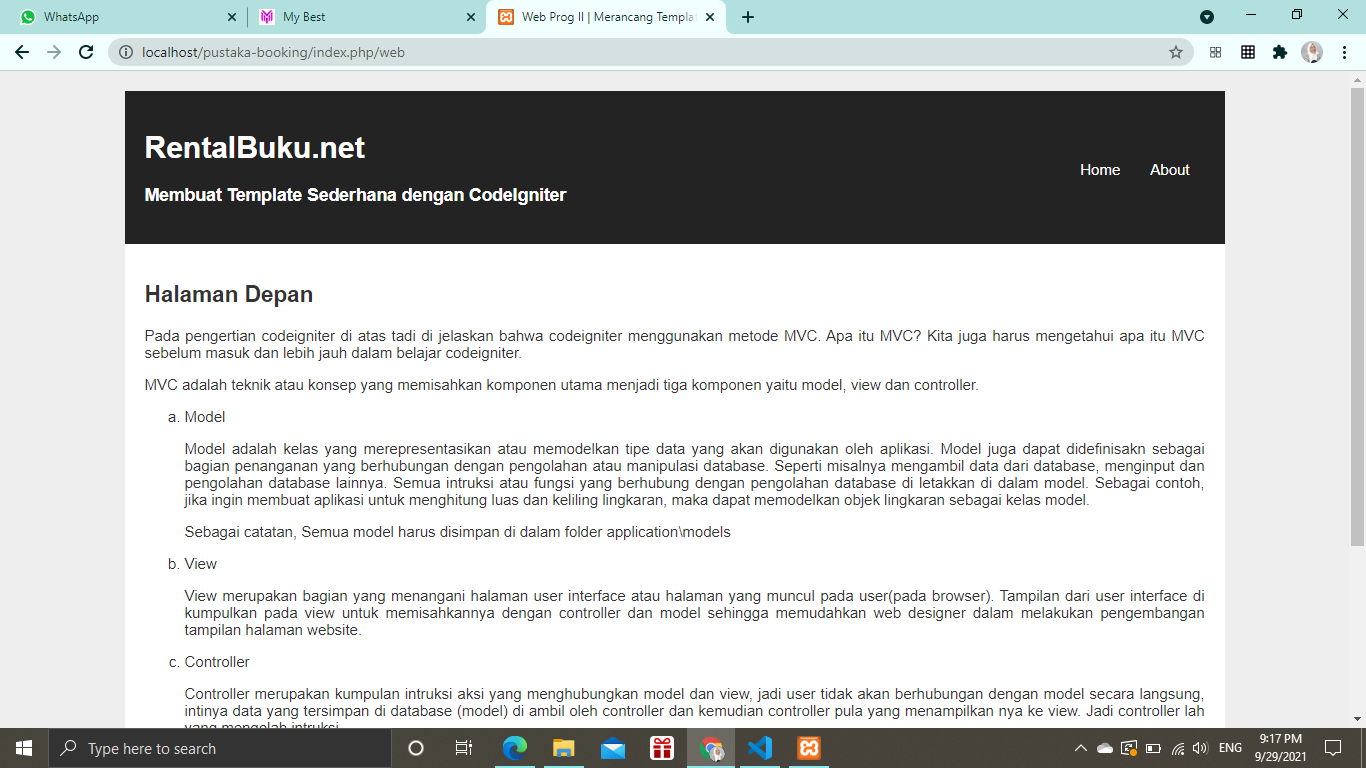 WhatsApp
My Best
Web Prog II | Merancang Templa
localhost/pustaka-booking/index.php/web
RentalBuku.net
Membuat Template Sederhana dengan CodeIgniter
Home
About
Halaman Depan
Pada pengertian codeigniter di atas tadi di jelaskan bahwa codeigniter menggunakan metode MVC. Apa itu MVC? Kita juga harus mengetahui apa itu MVC
sebelum masuk dan lebih jauh dalam belajar codeigniter.
MVC adalah teknik atau konsep yang memisahkan komponen utama menjadi tiga komponen yaitu model, view dan controller.
a. Model
Model adalah kelas yang merepresentasikan atau memodelkan tipe data yang akan digunakan oleh aplikasi. Model juga dapat didefinisakn sebagai
bagian penanganan yang berhubungan dengan pengolahan atau manipulasi database. Seperti misalnya mengambil data dari database, menginput dan
pengolahan database lainnya. Semua intruksi atau fungsi yang berhubung dengan pengolahan database di letakkan di dalam model. Sebagai contoh,
jika ingin membuat aplikasi untuk menghitung luas dan keliling lingkaran, maka dapat memodelkan objek lingkaran sebagai kelas model.
Sebagai catatan, Semua model harus disimpan di dalam folder application\models
b. View
View merupakan bagian yang menangani halaman user interface atau halaman yang muncul pada user(pada browser). Tampilan dari user interface di
kumpulkan pada view untuk memisahkannya dengan controller dan model sehingga memudahkan web designer dalam melakukan pengembangan
tampilan halaman website.
c. Controller
Controller merupakan kumpulan intruksi aksi yang menghubungkan model dan view, jadi user tidak akan berhubungan dengan model secara langsung,
intinya data yang tersimpan di database (model) di ambil oleh controller dan kemudian controller pula yang menampilkan nya ke view. Jadi controller lah
yang mengolah intruksi.
Type here to search
ENG
9:17 PM
9/29/2021